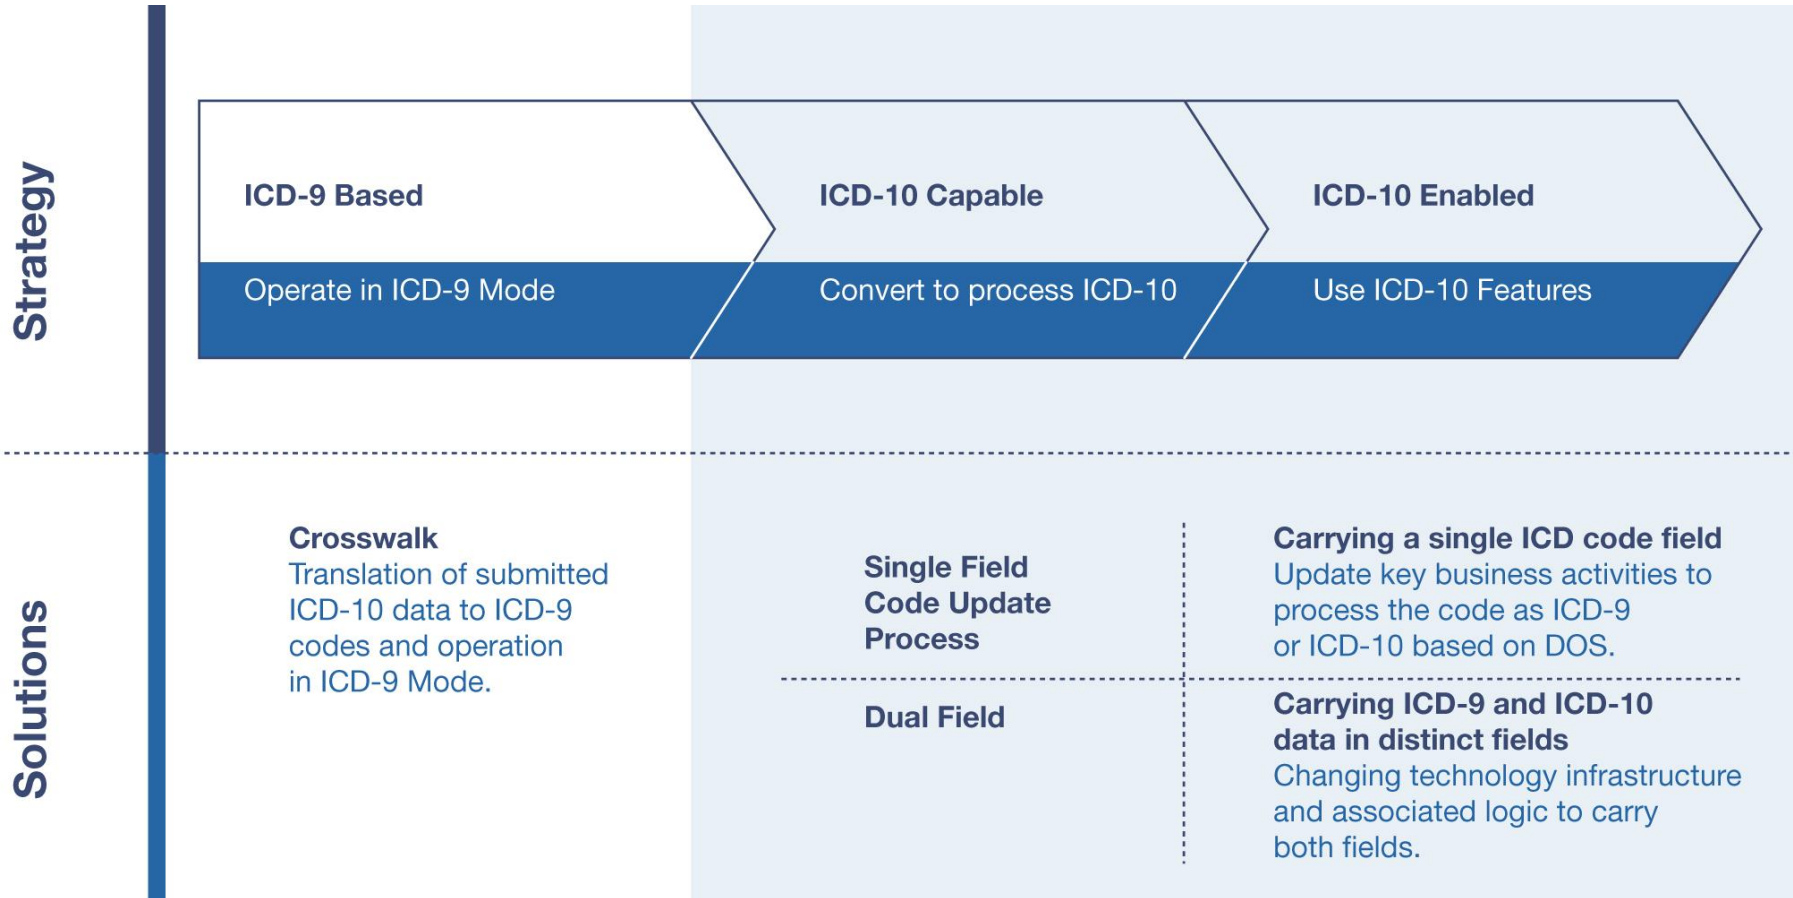 Strategy
ICD-9 Based
Operate in ICD-9 Mode
ICD-10 Capable
Convert to process ICD-10
ICD-10 Enabled
Use ICD-10 Features
Solutions
Crosswalk
Translation of submitted
ICD-10 data to ICD-9
codes and operation
in ICD-9 Mode.
Single Field
Code Update
Process
Carrying a single ICD code field
Update key business activities to
process the code as ICD-9
or ICD-10 based on DOS.
Dual Field
Carrying ICD-9 and ICD-10
data in distinct fields
Changing technology infrastructure
and associated logic to carry
both fields.